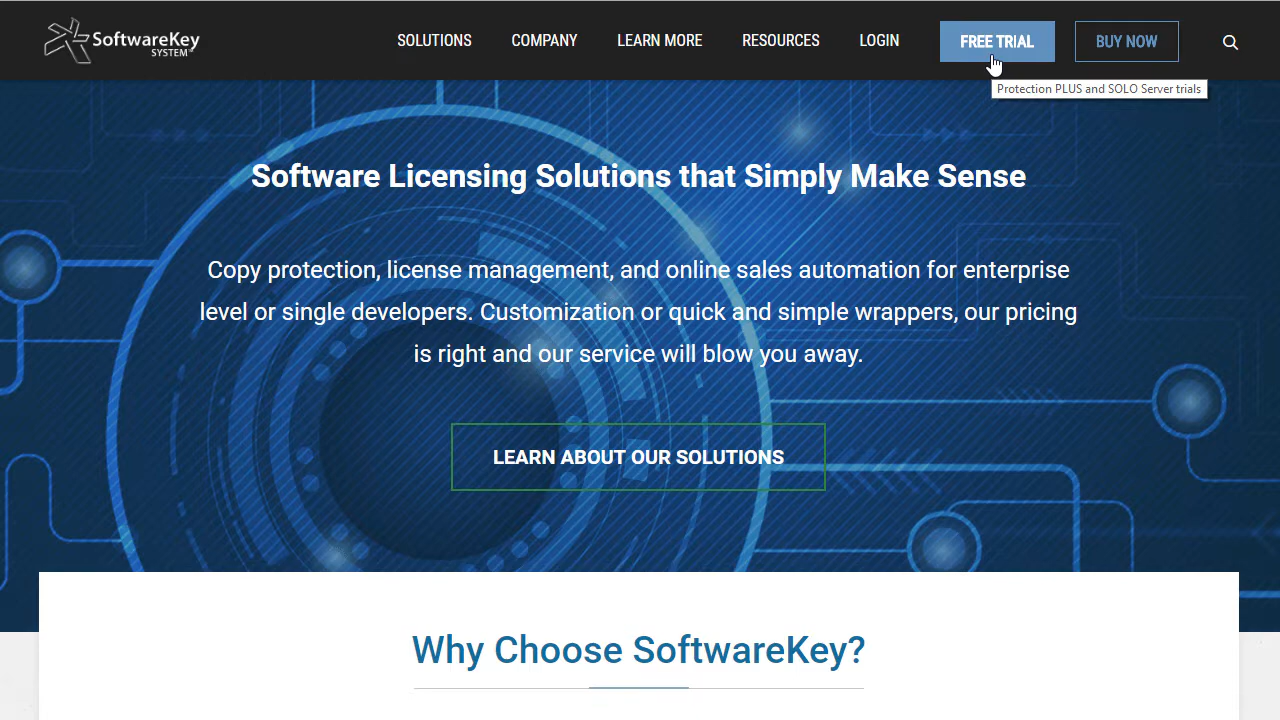 SoftwareKey
SYSTEM
SOLUTIONS
COMPANY
LEARN MORE
RESOURCES
LOGIN
FREE TRIAL
BUY NOW
Protection PLUS and SOLO Server trials
Software Licensing Solutions that Simply Make Sense
Copy protection, license management, and online sales automation for enterprise
level or single developers. Customization or quick and simple wrappers, our pricing
is right and our service will blow you away.
LEARN ABOUT OUR SOLUTIONS
Why Choose SoftwareKey?